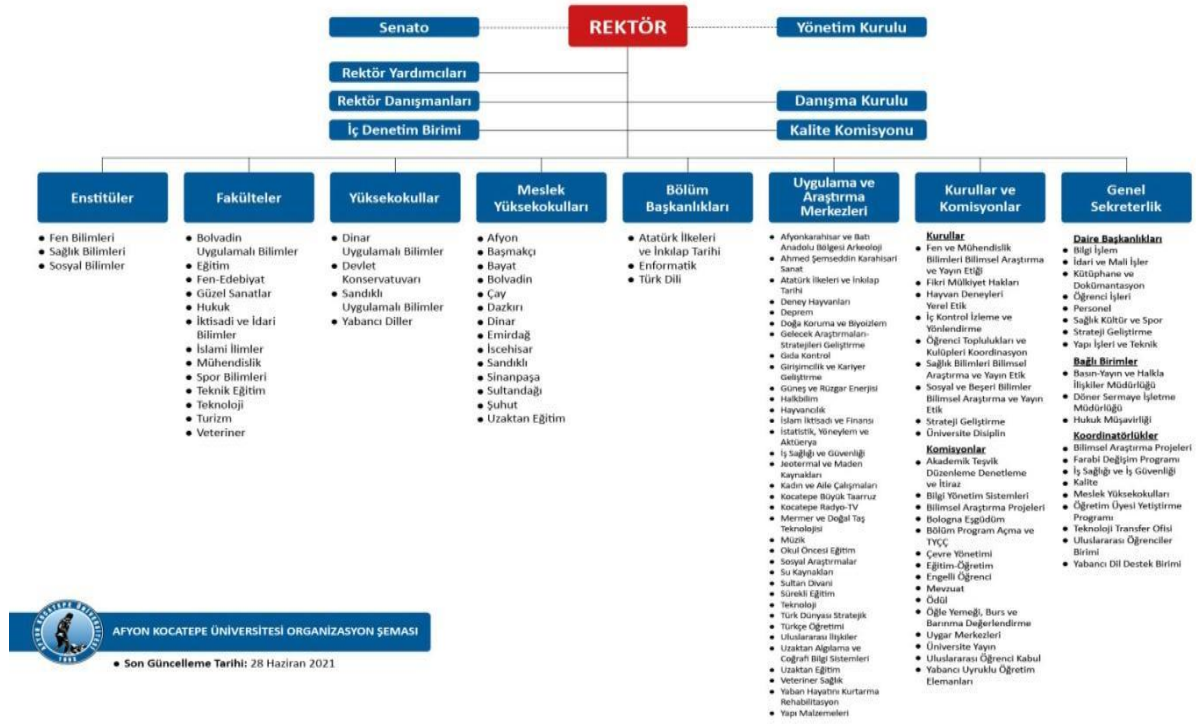 Senato
REKTÖR
Yönetim Kurulu
Rektör Yardımcıları
Rektör Danışmanları
Danışma Kurulu
İç Denetim Birimi
Kalite Komisyonu
Enstitüler
• Fen Bilimleri
• Sağlık Bilimleri
• Sosyal Bilimler
Fakülteler
• Bolvadin
Uygulamalı Bilimler
• Eğitim
• Fen-Edebiyat
• Güzel Sanatlar
• Hukuk
• İktisadi ve İdari
Bilimler
• İslami İlimler
• Mühendislik
• Spor Bilimleri
• Teknik Eğitim
• Teknoloji
• Turizm
• Veteriner
Yüksekokullar
• Dinar
Uygulamalı Bilimler
• Devlet
Konservatuvarı
• Sandıklı
Uygulamalı Bilimler
• Yabancı Diller
Meslek
Yüksekokulları
• Afyon
• Başmakçı
• Bayat
• Bolvadin
• Çay
• Dazkırı
• Dinar
• Emirdağ
• İscehisar
• Sandıklı
• Sinanpaşa
• Sultandağı
• Şuhut
• Uzaktan Eğitim
Bölüm
Başkanlıkları
• Atatürk İlkeleri
ve İnkılap Tarihi
• Enformatik
• Türk Dili
Uygulama ve
Araştırma
Merkezleri
• Afyonkarahisar ve Batı
Anadolu Bölgesi Arkeoloji
• Ahmed Şemseddin Karahisari
Sanat
• Atatürk İlkeleri ve İnkılap
Tarihi
• Deney Hayvanları
• Deprem
• Doğa Koruma ve Biyoizlem
• Gelecek Araştırmaları-
Stratejileri Geliştirme
• Gıda Kontrol
• Girişimcilik ve Kariyer
Geliştirme
• Güneş ve Rüzgar Enerjisi
• Halkbilim
• Hayvancılık
• İslam İktisadı ve Finansı
• İstatistik, Yöneylem ve
Aktüerya
• İş Sağlığı ve Güvenliği
• Jeotermal ve Maden
Kaynakları
• Kadın ve Aile Çalışmaları
• Kocatepe Büyük Taarruz
• Kocatepe Radyo-TV
• Mermer ve Doğal Taş
Teknolojisi
• Müzik
• Okul Öncesi Eğitim
• Sosyal Araştırmalar
• Su Kaynakları
• Sultan Divani
• Sürekli Eğitim
• Teknoloji
• Türk Dünyası Stratejik
• Türkçe Öğretimi
• Uluslararası İlişkiler
• Uzaktan Algılama ve
Coğrafi Bilgi Sistemleri
• Uzaktan Eğitim
• Veteriner Sağlık
• Yaban Hayatını Kurtarma
Rehabilitasyon
• Yapı Malzemeleri
Kurullar ve
Komisyonlar
Kurullar
• Fen ve Mühendislik
Bilimleri Bilimsel Araştırma
ve Yayın Etiği
• Fikri Mülkiyet Hakları
• Hayvan Deneyleri
Yerel Etik
• İç Kontrol İzleme ve
Yönlendirme
• Öğrenci Toplulukları ve
Kulüpleri Koordinasyon
• Sağlık Bilimleri Bilimsel
Araştırma ve Yayın Etik
• Sosyal ve Beşeri Bilimler
Bilimsel Araştırma ve Yayın
Etik
• Strateji Geliştirme
• Üniversite Disiplin
Komisyonlar
• Akademik Teşvik
Düzenleme Denetleme
ve İtiraz
• Bilgi Yönetim Sistemleri
• Bilimsel Araştırma Projeleri
• Bologna Eşgüdüm
• Bölüm Program Açma ve
TYÇÇ
• Çevre Yönetimi
• Eğitim-Öğretim
• Engelli Öğrenci
• Mevzuat
• Ödül
• Öğle Yemeği, Burs ve
Barınma Değerlendirme
• Uygar Merkezleri
• Üniversite Yayın
• Uluslararası Öğrenci Kabul
• Yabancı Uyruklu Öğretim
Elemanları
Genel
Sekreterlik
Daire Başkanlıkları
• Bilgi İşlem
• İdari ve Mali İşler
• Kütüphane ve
Dokümantasyon
• Öğrenci İşleri
• Personel
• Sağlık Kültür ve Spor
• Strateji Geliştirme
• Yapı İşleri ve Teknik
Bağlı Birimler
• Basın-Yayın ve Halkla
İlişkiler Müdürlüğü
• Döner Sermaye İşletme
Müdürlüğü
• Hukuk Müşavirliği
Koordinatörlükler
• Bilimsel Araştırma Projeleri
• Farabi Değişim Programı
• İş Sağlığı ve İş Güvenliği
• Kalite
• Meslek Yüksekokulları
• Öğretim Üyesi Yetiştirme
Programı
• Teknoloji Transfer Ofisi
• Uluslararası Öğrenciler
Birimi
• Yabancı Dil Destek Birimi
AFYON KOCATEPE ÜNİVERSİTESİ
1992
AFYON KOCATEPE ÜNİVERSİTESİ ORGANİZASYON ŞEMASI
• Son Güncelleme Tarihi: 28 Haziran 2021